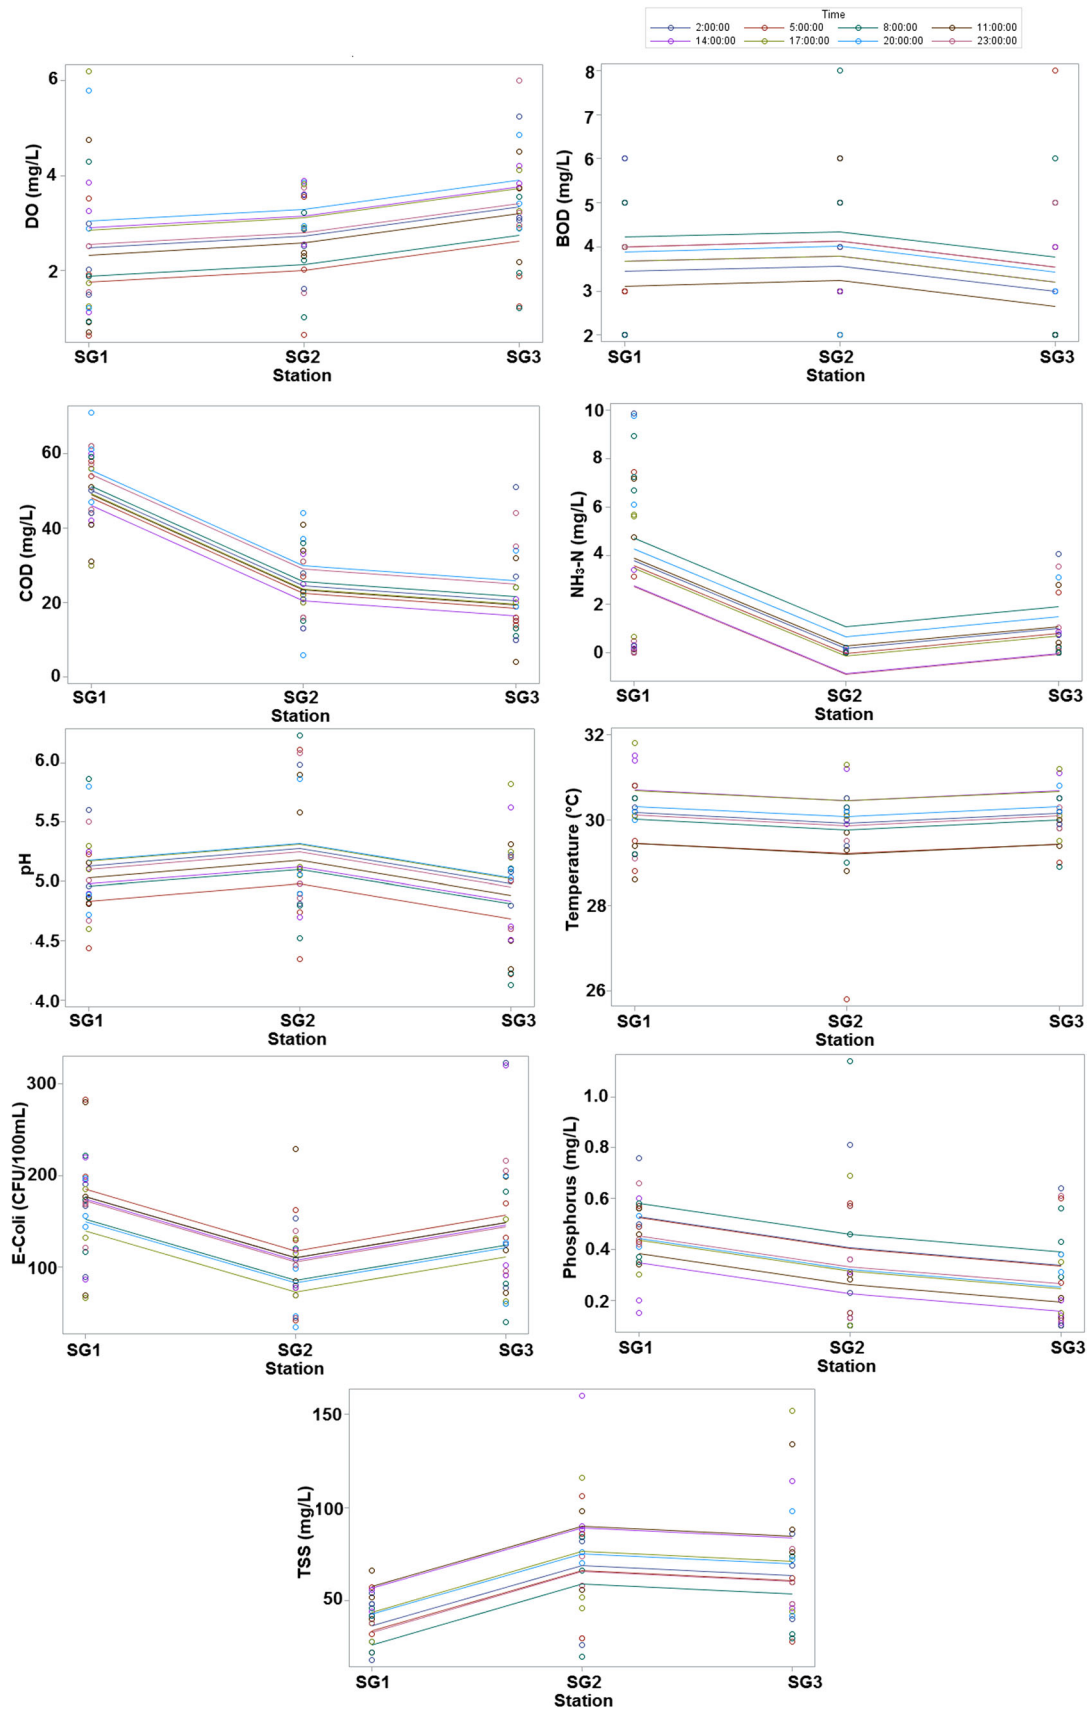 Time
2:00:00 5:00:00 8:00:00 11:00:00
14:00:00 17:00:00 20:00:00 23:00:00
DO (mg/L)
6
4
2
SG1 SG2 SG3
Station
BOD (mg/L)
8
7
6
5
4
3
2
SG1 SG2 SG3
Station
COD (mg/L)
60
40
20
0
SG1 SG2 SG3
Station
NH₃-N (mg/L)
10
8
6
4
2
0
SG1 SG2 SG3
Station
pH
6.0
5.5
5.0
4.5
4.0
SG1 SG2 SG3
Station
Temperature (°C)
32
30
28
26
SG1 SG2 SG3
Station
E-Coli (CFU/100mL)
300
200
100
SG1 SG2 SG3
Station
Phosphorus (mg/L)
1.0
0.8
0.6
0.4
0.2
SG1 SG2 SG3
Station
TSS (mg/L)
150
100
50
SG1 SG2 SG3
Station